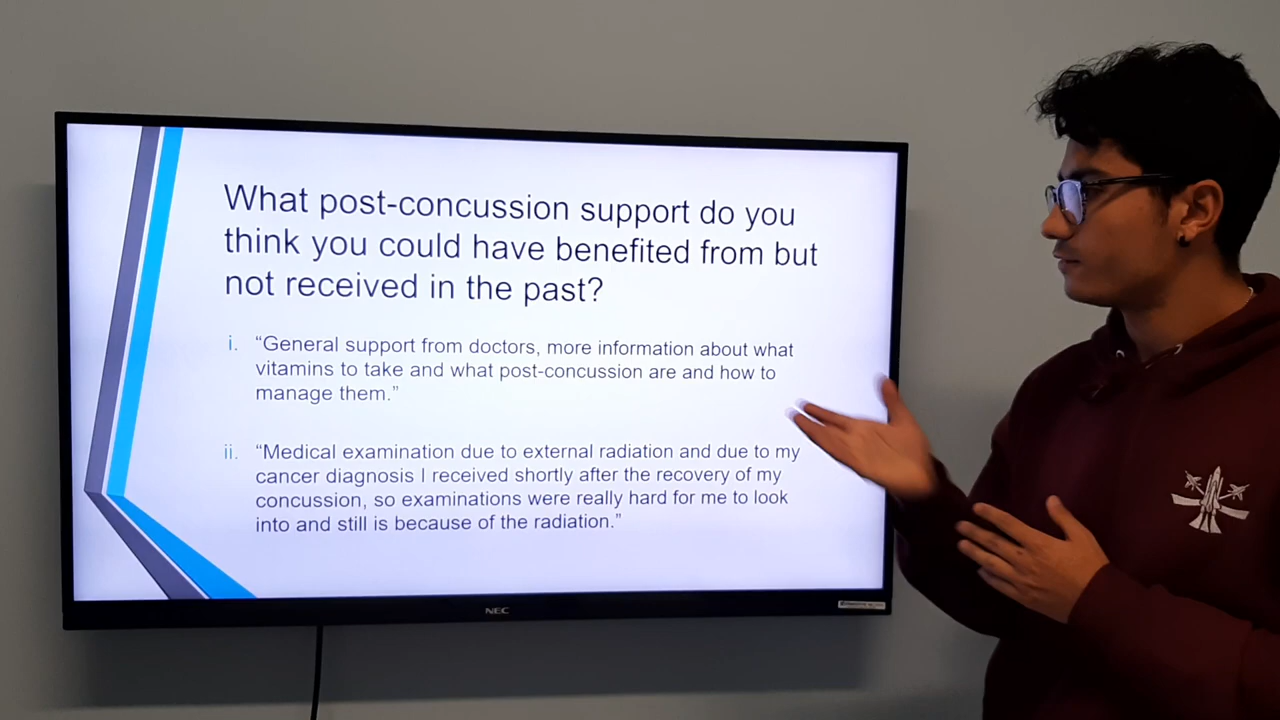 What post-concussion support do you
think you could have benefited from but
not received in the past?
i. “General support from doctors, more information about what
vitamins to take and what post-concussion are and how to
manage them.”
ii. “Medical examination due to external radiation and due to my
cancer diagnosis I received shortly after the recovery of my
concussion, so examinations were really hard for me to look
into and still is because of the radiation.”
NEC